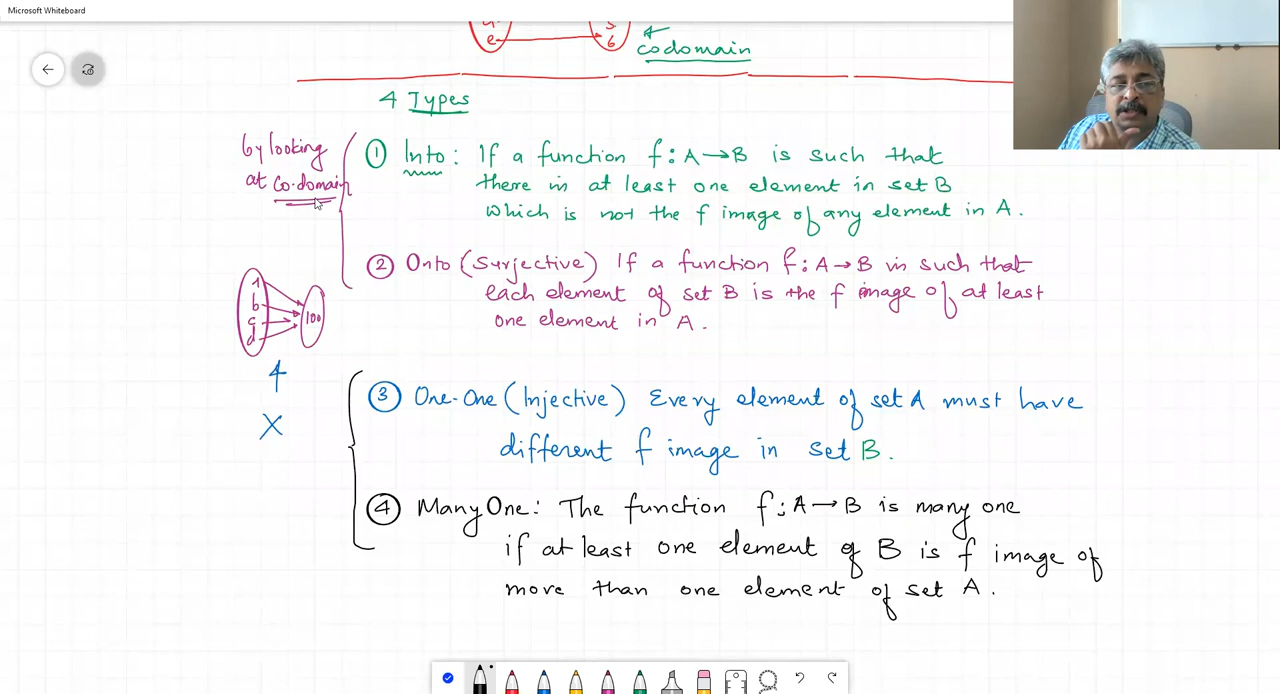 Microsoft Whiteboard
e
6
codomain
4 Types
by looking
at Co-domain
① Into: If a function f: A→B is such that
there is at least one element in set B
which is not the f image of any element in A.
② Onto (Surjective) If a function f: A→B is such that
each element of set B is the f image of at least
one element in A.
1
b
c
d
100
4
X
③ One-One (Injective) Every element of set A must have
different f image in set B.
④ Many One: The function f: A→B is many one
if at least one element of B is f image of
more than one element of set A.